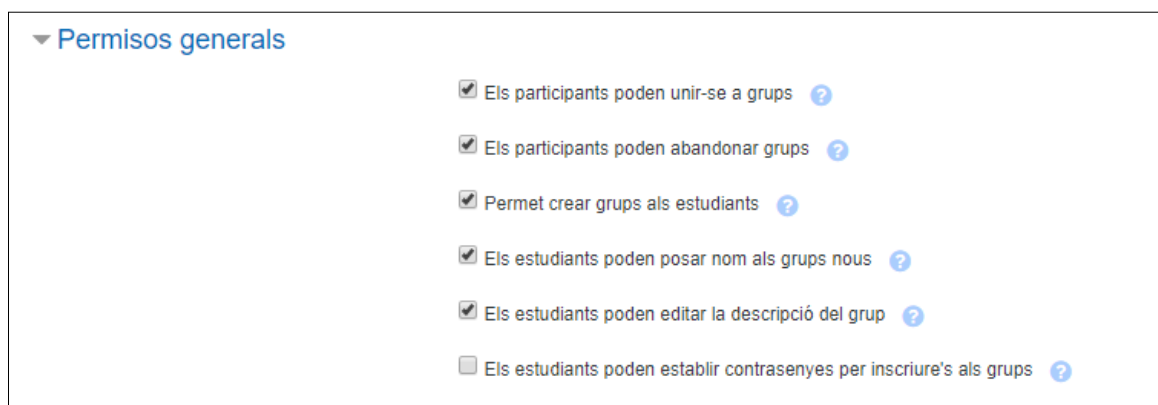 Permisos generals
Els participants poden unir-se a grups
Els participants poden abandonar grups
Permet crear grups als estudiants
Els estudiants poden posar nom als grups nous
Els estudiants poden editar la descripció del grup
Els estudiants poden establir contrasenyes per inscriure's als grups